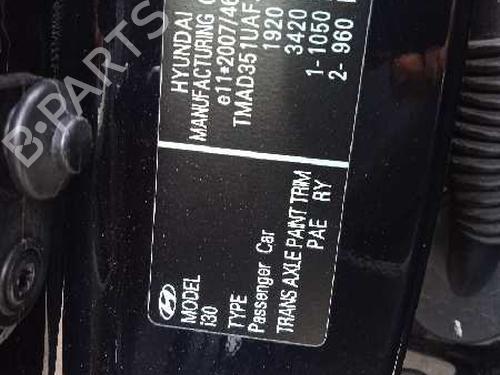 HYUNDAI
MANUFACTURING
e11*2007/46
TMAD351UAF
1920
3420
1-1050
2-960
MODEL
i30
TYPE
Passenger Car
TRANS AXLE PAINT TRIM
PAE RY
B-PARTS